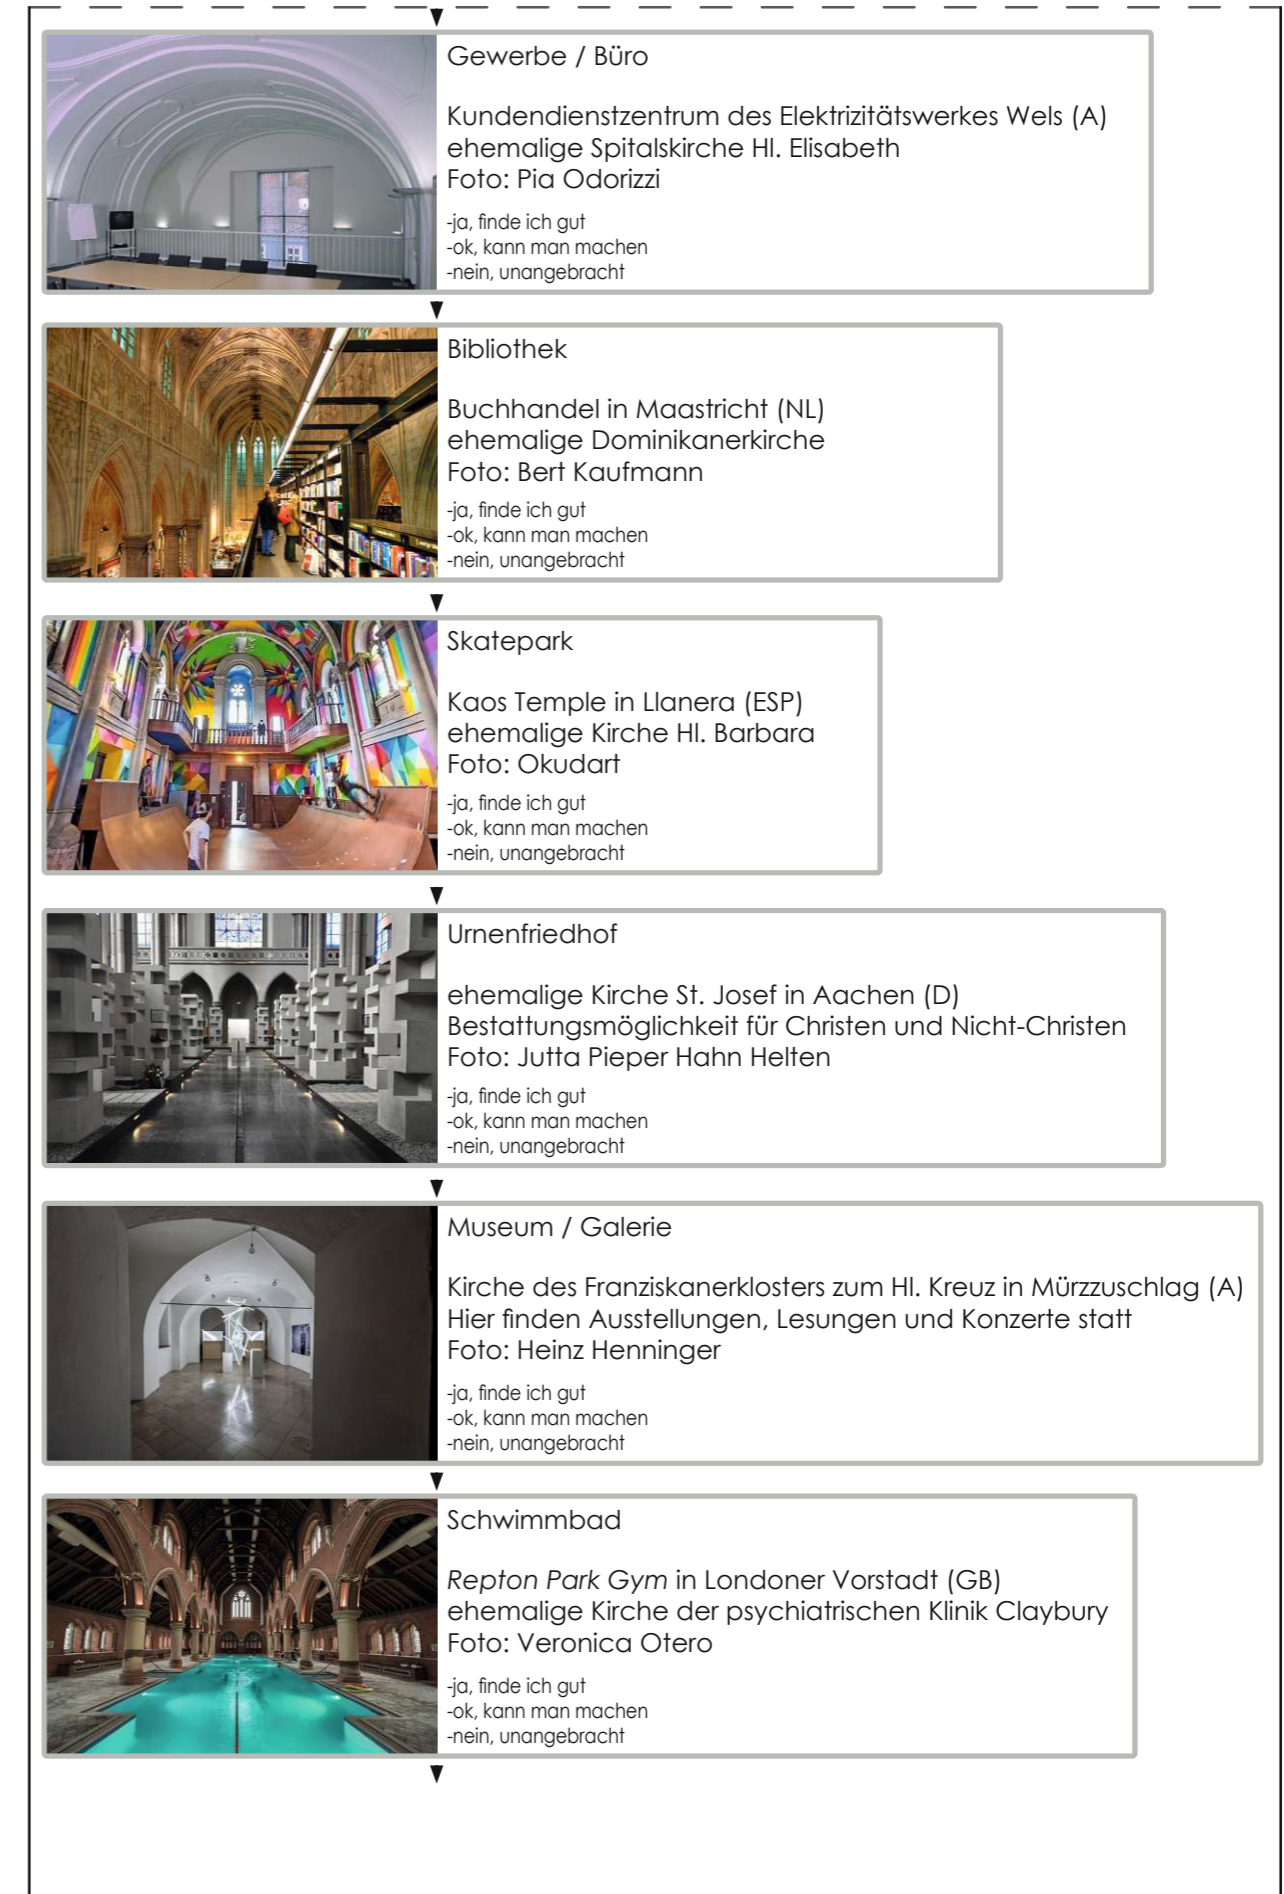 Gewerbe / Büro
Kundendienstzentrum des Elektrizitätswerkes Wels (A)
ehemalige Spitalskirche Hl. Elisabeth
Foto: Pia Odorizzi
-ja, finde ich gut
-ok, kann man machen
-nein, unangebracht
Bibliothek
Buchhandel in Maastricht (NL)
ehemalige Dominikanerkirche
Foto: Bert Kaufmann
-ja, finde ich gut
-ok, kann man machen
-nein, unangebracht
Skatepark
Kaos Temple in Llanera (ESP)
ehemalige Kirche Hl. Barbara
Foto: Okudart
-ja, finde ich gut
-ok, kann man machen
-nein, unangebracht
Urnenfriedhof
ehemalige Kirche St. Josef in Aachen (D)
Bestattungsmöglichkeit für Christen und Nicht-Christen
Foto: Jutta Pieper Hahn Helten
-ja, finde ich gut
-ok, kann man machen
-nein, unangebracht
Museum / Galerie
Kirche des Franziskanerklosters zum Hl. Kreuz in Mürzzuschlag (A)
Hier finden Ausstellungen, Lesungen und Konzerte statt
Foto: Heinz Henninger
-ja, finde ich gut
-ok, kann man machen
-nein, unangebracht
Schwimmbad
Repton Park Gym in Londoner Vorstadt (GB)
ehemalige Kirche der psychiatrischen Klinik Claybury
Foto: Veronica Otero
-ja, finde ich gut
-ok, kann man machen
-nein, unangebracht